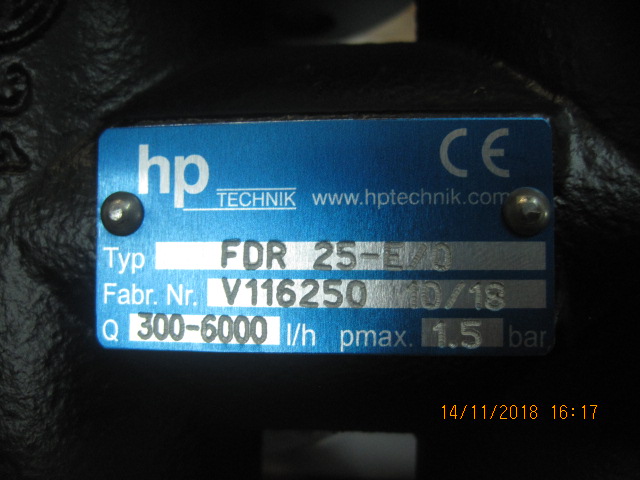 hp TECHNIK www.hptechnik.com CE
Typ FDR 25-E/0
Fabr. Nr. V116250 10/18
Q 300-6000 l/h pmax. 1.5 bar
14/11/2018 16:17